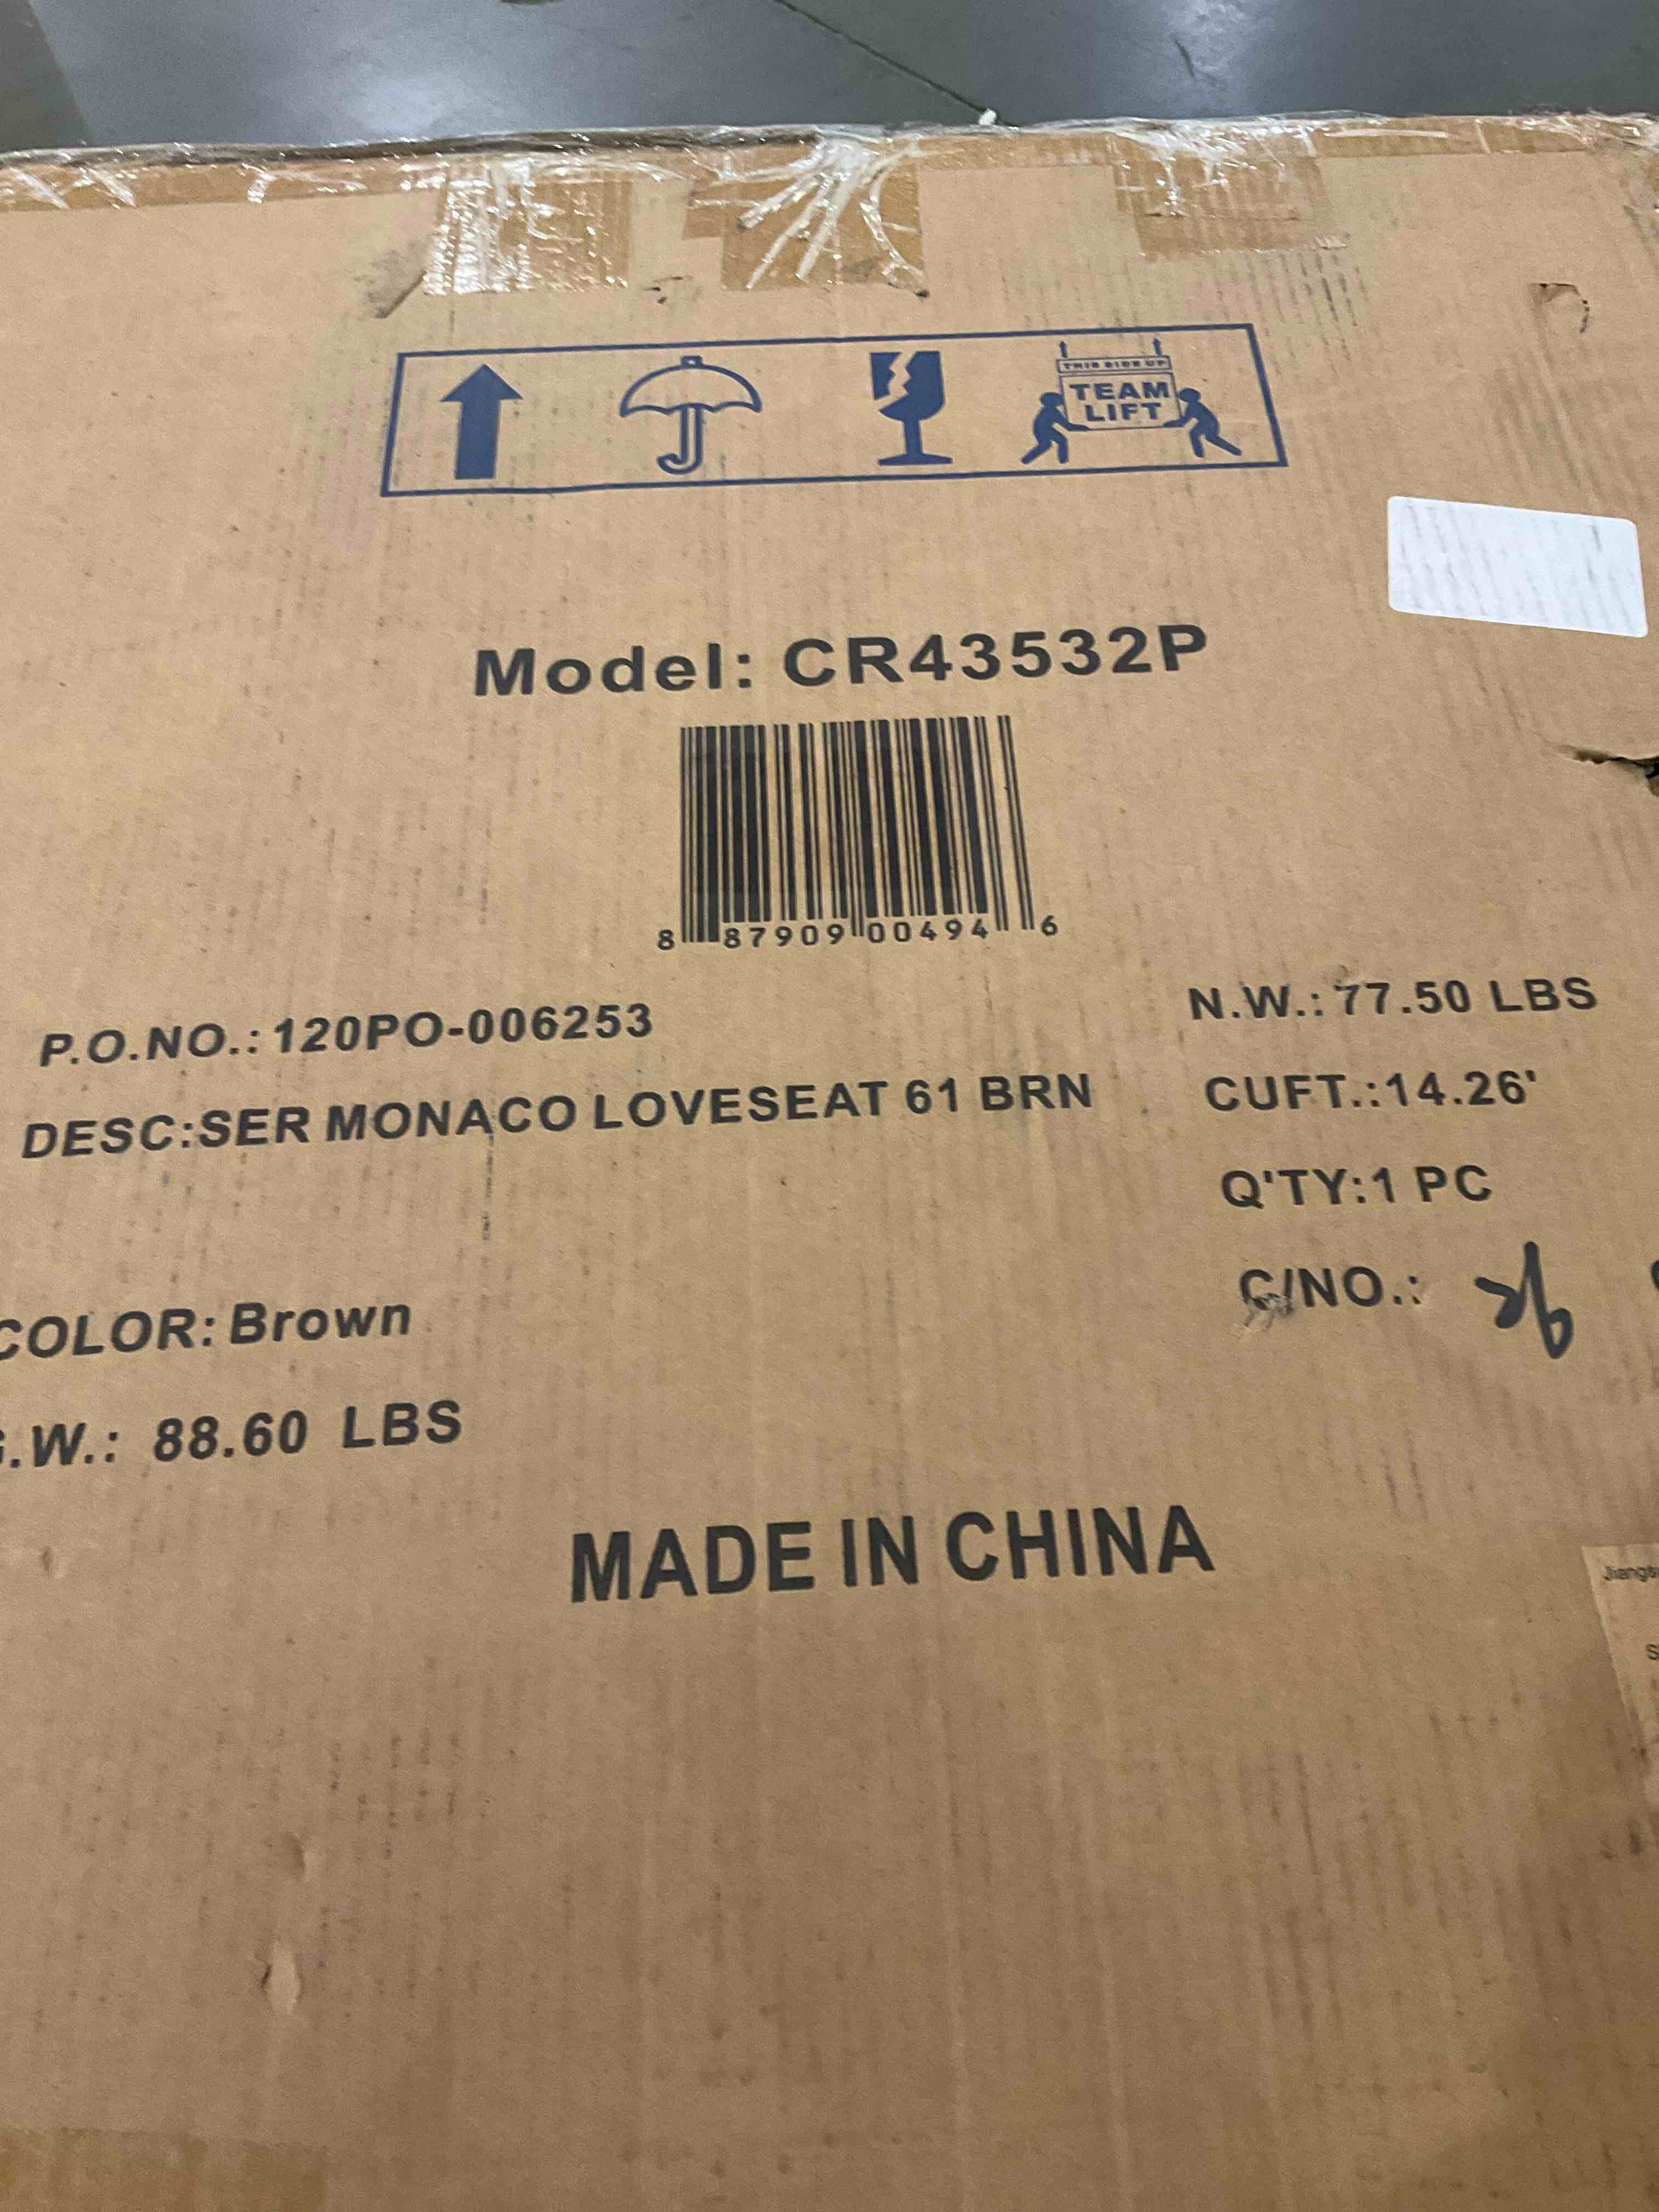 THIS SIDE UP
TEAM
LIFT
Model: CR43532P
8 87909 00494 6
P.O.NO.: 120PO-006253
DESC:SER MONACO LOVESEAT 61 BRN
COLOR: Brown
G.W.: 88.60 LBS
N.W.: 77.50 LBS
CUFT.:14.26'
Q'TY:1 PC
C/NO.:
MADE IN CHINA